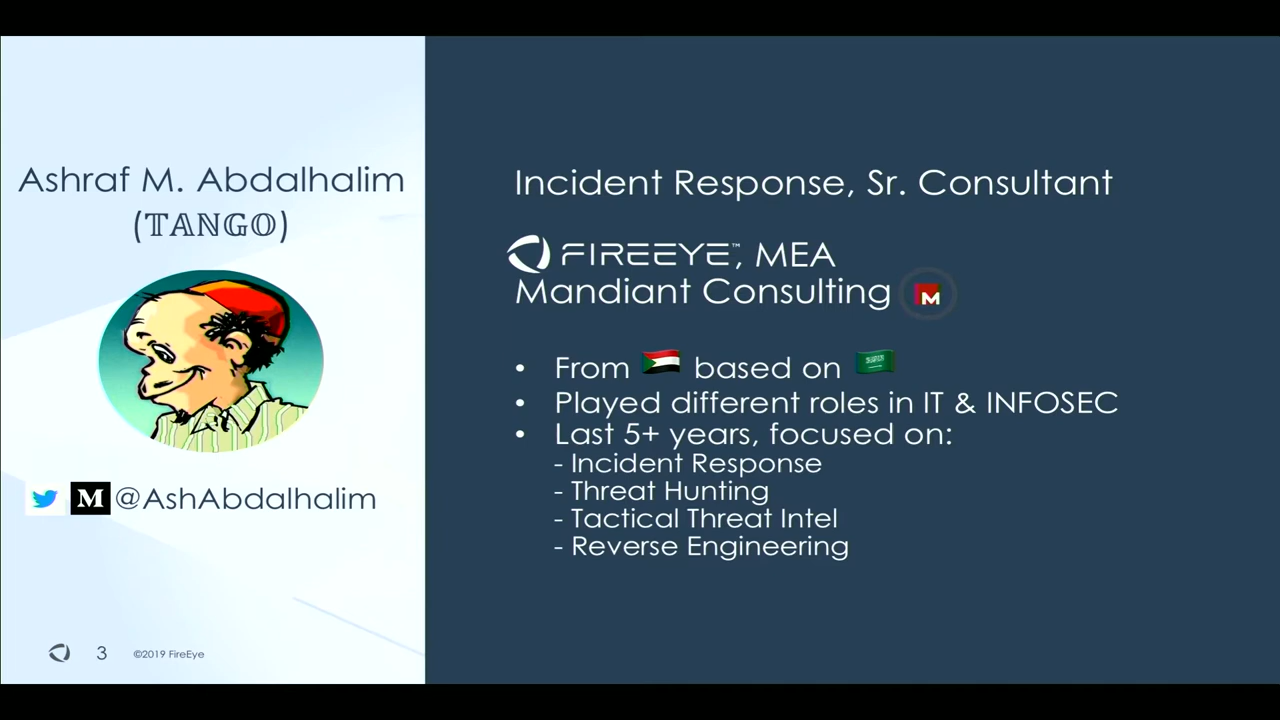 Ashraf M. Abdalhalim
(𝕋𝔸ℕ𝔾𝕆)
@AshAbdalhalim
3 ©2019 FireEye
Incident Response, Sr. Consultant
FIREEYE™, MEA
Mandiant Consulting M
• From 🇸🇩 based on 🇸🇦
• Played different roles in IT & INFOSEC
• Last 5+ years, focused on:
- Incident Response
- Threat Hunting
- Tactical Threat Intel
- Reverse Engineering